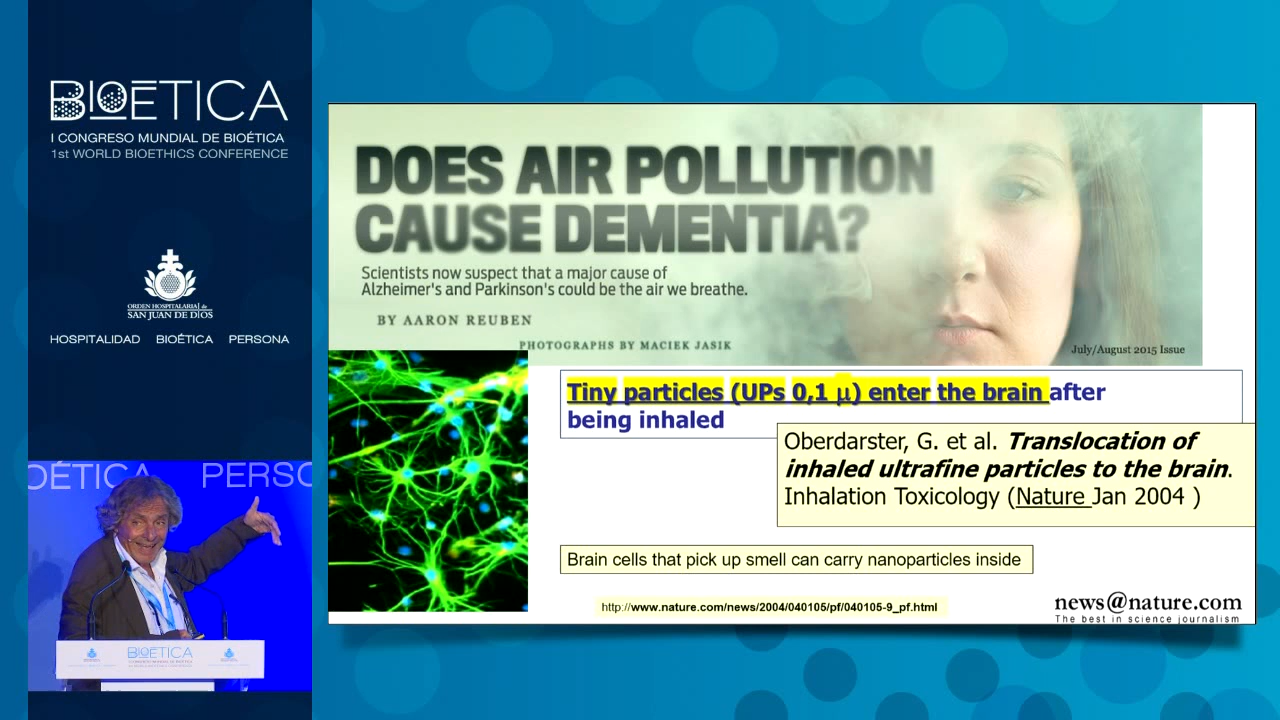 BIOETICA
I CONGRESO MUNDIAL DE BIOÉTICA
1st WORLD BIOETHICS CONFERENCE
ORDEN HOSPITALARIA de
SAN JUAN DE DIOS
HOSPITALIDAD BIOÉTICA PERSONA
OÉTICA PERSO
BIOETICA
DOES AIR POLLUTION
CAUSE DEMENTIA?
Scientists now suspect that a major cause of
Alzheimer's and Parkinson's could be the air we breathe.
BY AARON REUBEN
PHOTOGRAPHS BY MACIEK JASIK
July/August 2015 Issue
Tiny particles (UPs 0,1 µ) enter the brain after
being inhaled
Oberdarster, G. et al. Translocation of
inhaled ultrafine particles to the brain.
Inhalation Toxicology (Nature Jan 2004 )
Brain cells that pick up smell can carry nanoparticles inside
http://www.nature.com/news/2004/040105/pf/040105-9_pf.html
news@nature.com
The best in science journalism